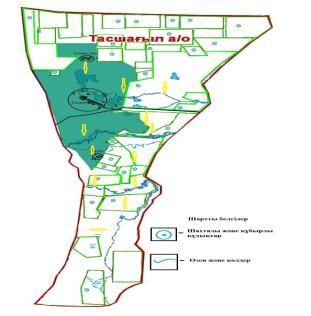 Тасшағыл а/о
Шартты белгілер
- Шахталы және құбырлы
құдықтар
- Өзен және көлдер